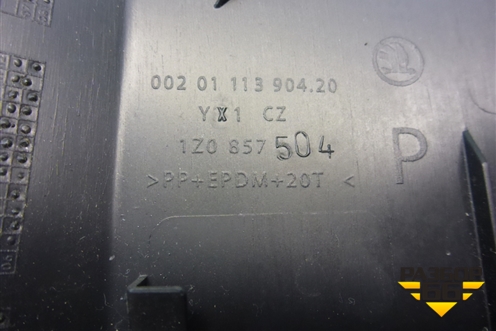 002 01 113 904.20
YX1 CZ
1Z0 857 504
P
>PP+EPDM+20T <